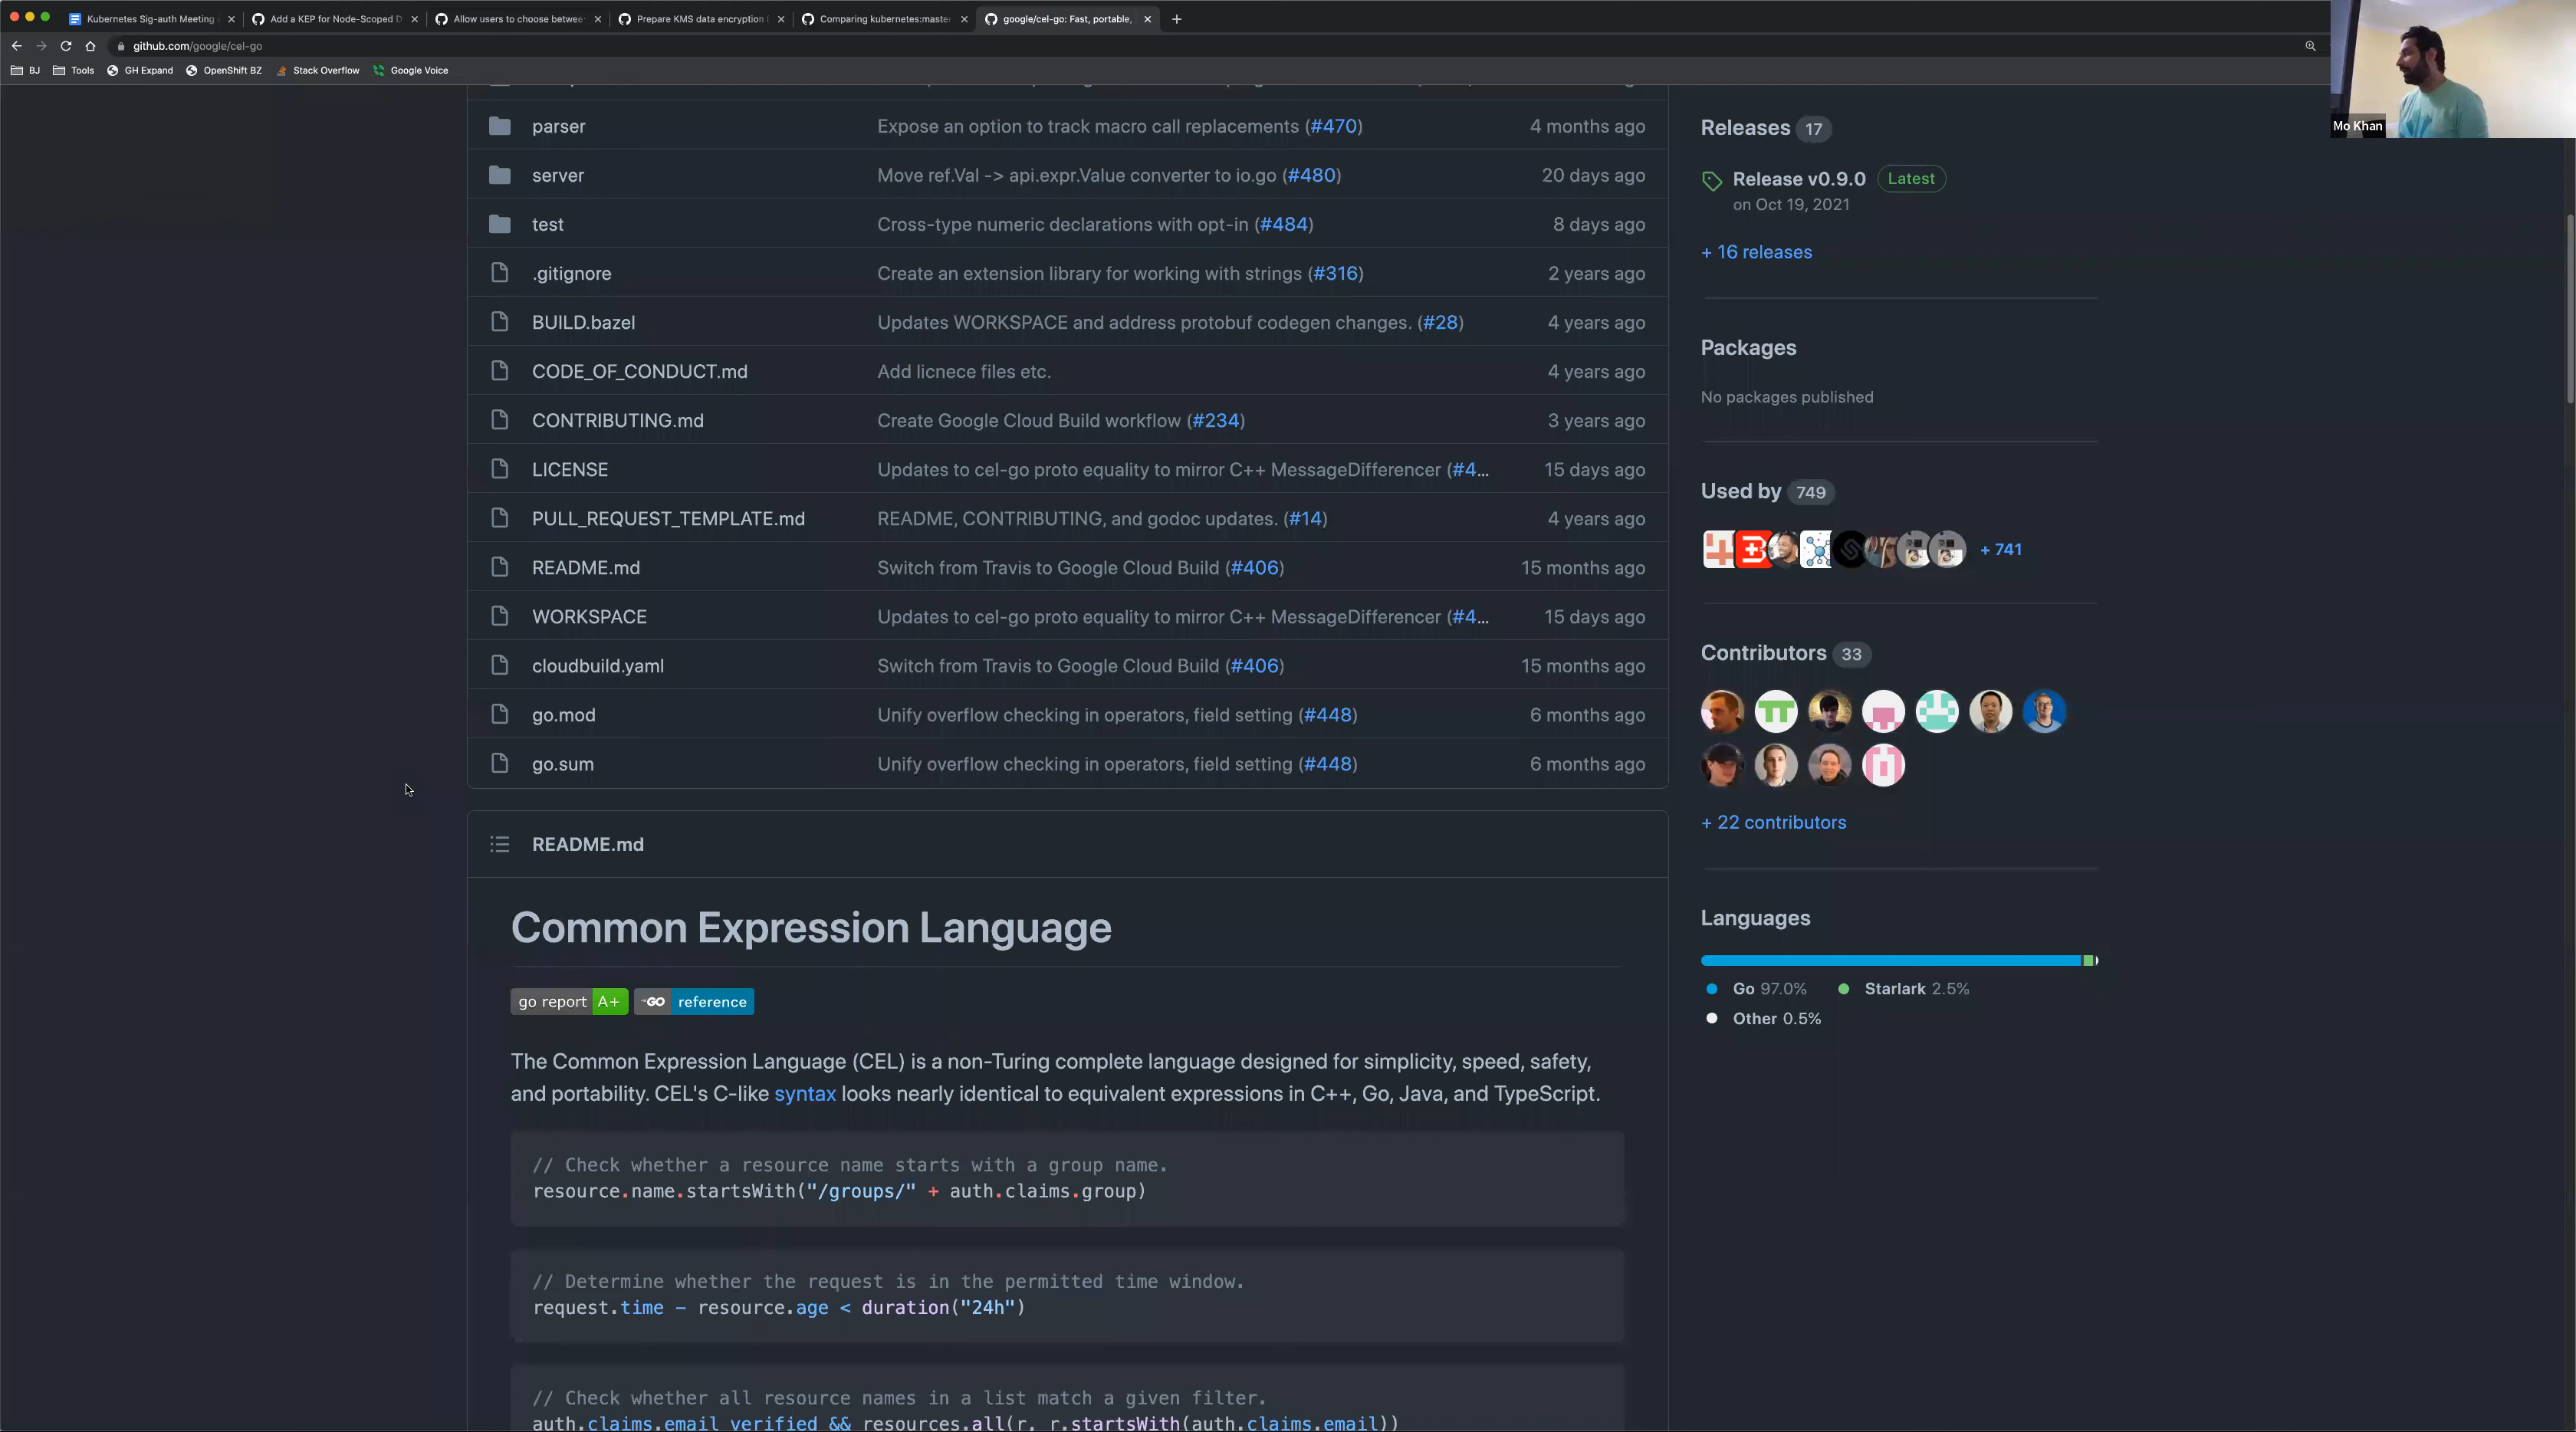 Kubernetes Sig-auth Meeting
Add a KEP for Node-Scoped D
Allow users to choose betwee
Prepare KMS data encryption
Comparing kubernetes:maste
google/cel-go: Fast, portable,
github.com/google/cel-go
BJ
Tools
GH Expand
OpenShift BZ
Stack Overflow
Google Voice
Mo Khan
parser Expose an option to track macro call replacements (#470) 4 months ago
server Move ref.Val -> api.expr.Value converter to io.go (#480) 20 days ago
test Cross-type numeric declarations with opt-in (#484) 8 days ago
.gitignore Create an extension library for working with strings (#316) 2 years ago
BUILD.bazel Updates WORKSPACE and address protobuf codegen changes. (#28) 4 years ago
CODE_OF_CONDUCT.md Add licnece files etc. 4 years ago
CONTRIBUTING.md Create Google Cloud Build workflow (#234) 3 years ago
LICENSE Updates to cel-go proto equality to mirror C++ MessageDifferencer (#4... 15 days ago
PULL_REQUEST_TEMPLATE.md README, CONTRIBUTING, and godoc updates. (#14) 4 years ago
README.md Switch from Travis to Google Cloud Build (#406) 15 months ago
WORKSPACE Updates to cel-go proto equality to mirror C++ MessageDifferencer (#4... 15 days ago
cloudbuild.yaml Switch from Travis to Google Cloud Build (#406) 15 months ago
go.mod Unify overflow checking in operators, field setting (#448) 6 months ago
go.sum Unify overflow checking in operators, field setting (#448) 6 months ago
README.md
Common Expression Language
go report A+ GO reference
The Common Expression Language (CEL) is a non-Turing complete language designed for simplicity, speed, safety,
and portability. CEL's C-like syntax looks nearly identical to equivalent expressions in C++, Go, Java, and TypeScript.
// Check whether a resource name starts with a group name.
resource.name.startsWith("/groups/" + auth.claims.group)
// Determine whether the request is in the permitted time window.
request.time - resource.age < duration("24h")
// Check whether all resource names in a list match a given filter.
auth.claims.email_verified && resources.all(r, r.startsWith(auth.claims.email))
Releases 17
Release v0.9.0 Latest
on Oct 19, 2021
+ 16 releases
Packages
No packages published
Used by 749
+ 741
Contributors 33
+ 22 contributors
Languages
Go 97.0% Starlark 2.5%
Other 0.5%